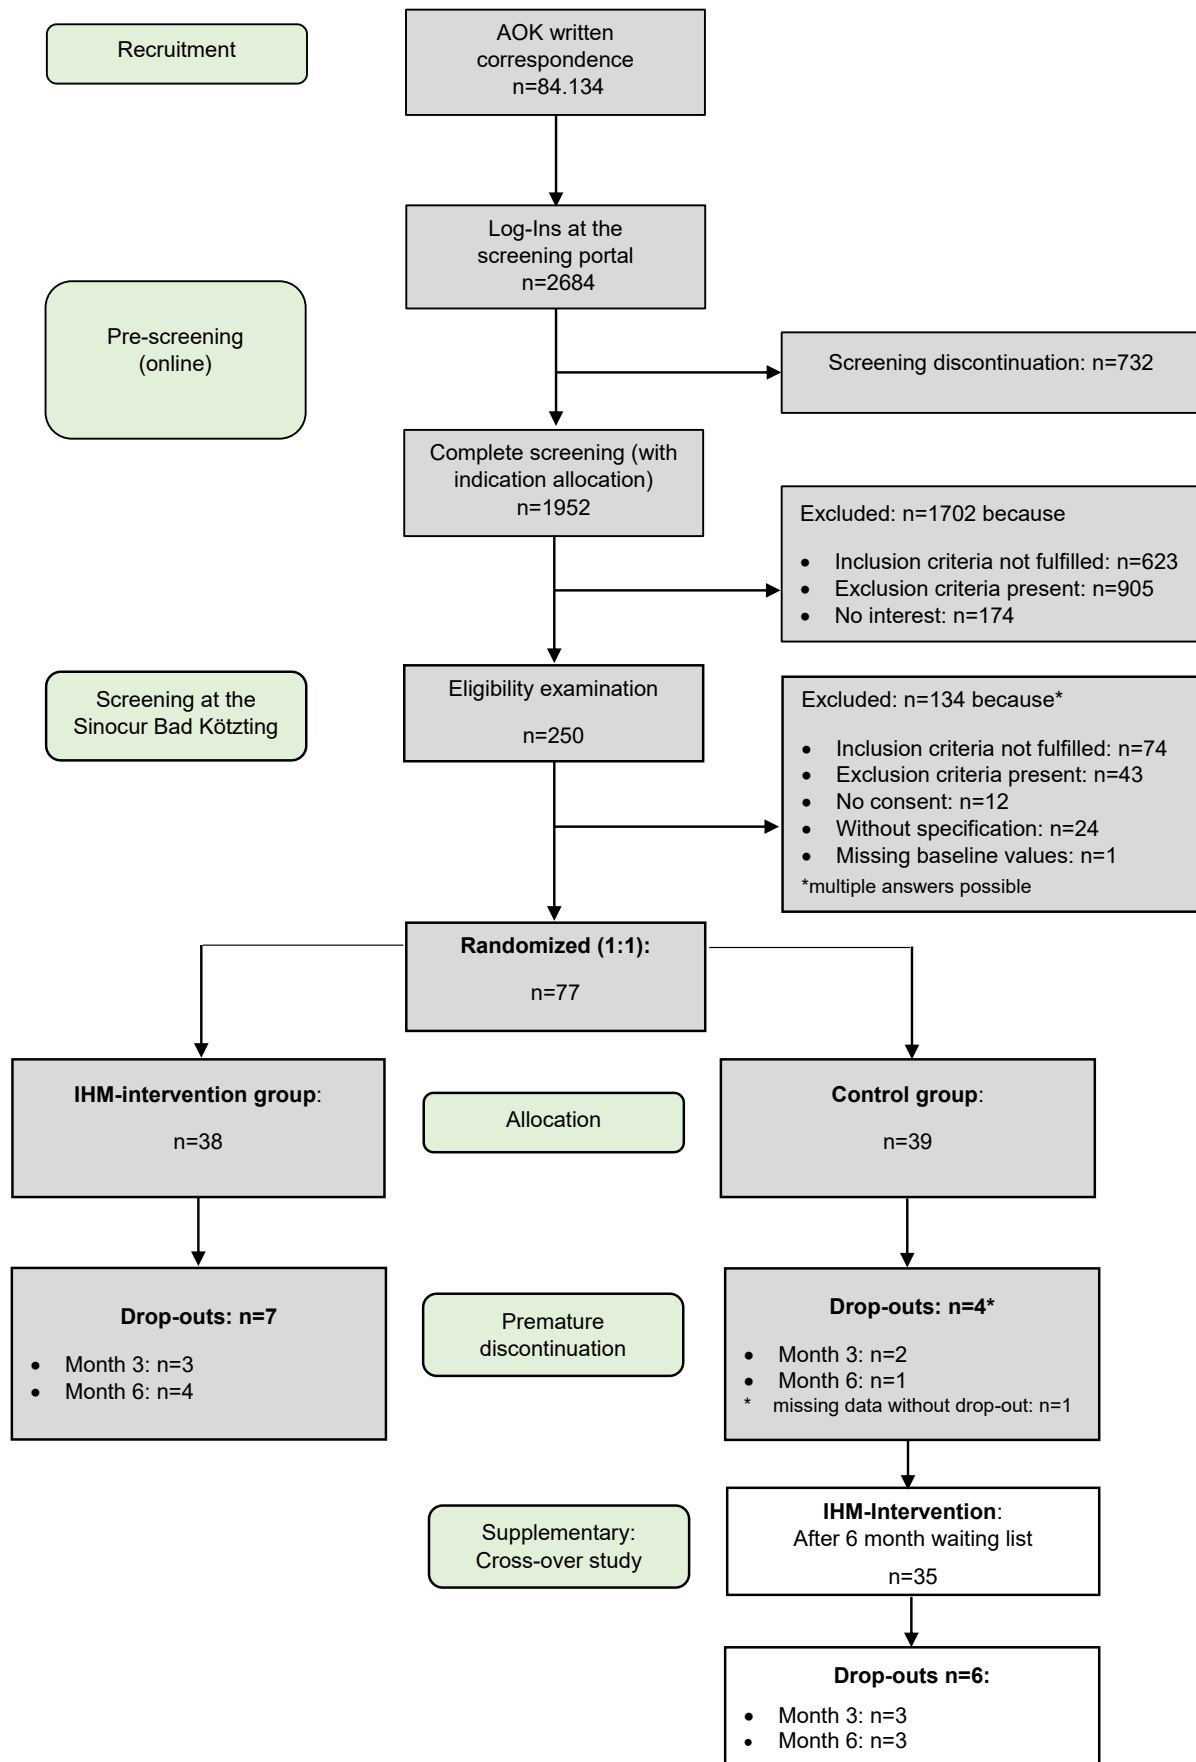 Recruitment
AOK written
correspondence
n=84.134
Log-Ins at the
screening portal
n=2684
Pre-screening
(online)
Screening discontinuation: n=732
Complete screening (with
indication allocation)
n=1952
Excluded: n=1702 because
• Inclusion criteria not fulfilled: n=623
• Exclusion criteria present: n=905
• No interest: n=174
Screening at the
Sinocur Bad Kötzting
Eligibility examination
n=250
Excluded: n=134 because*
• Inclusion criteria not fulfilled: n=74
• Exclusion criteria present: n=43
• No consent: n=12
• Without specification: n=24
• Missing baseline values: n=1
*multiple answers possible
Randomized (1:1):
n=77
IHM-intervention group:
n=38
Allocation
Control group:
n=39
Drop-outs: n=7
• Month 3: n=3
• Month 6: n=4
Premature
discontinuation
Drop-outs: n=4*
• Month 3: n=2
• Month 6: n=1
* missing data without drop-out: n=1
Supplementary:
Cross-over study
IHM-Intervention:
After 6 month waiting list
n=35
Drop-outs n=6:
• Month 3: n=3
• Month 6: n=3